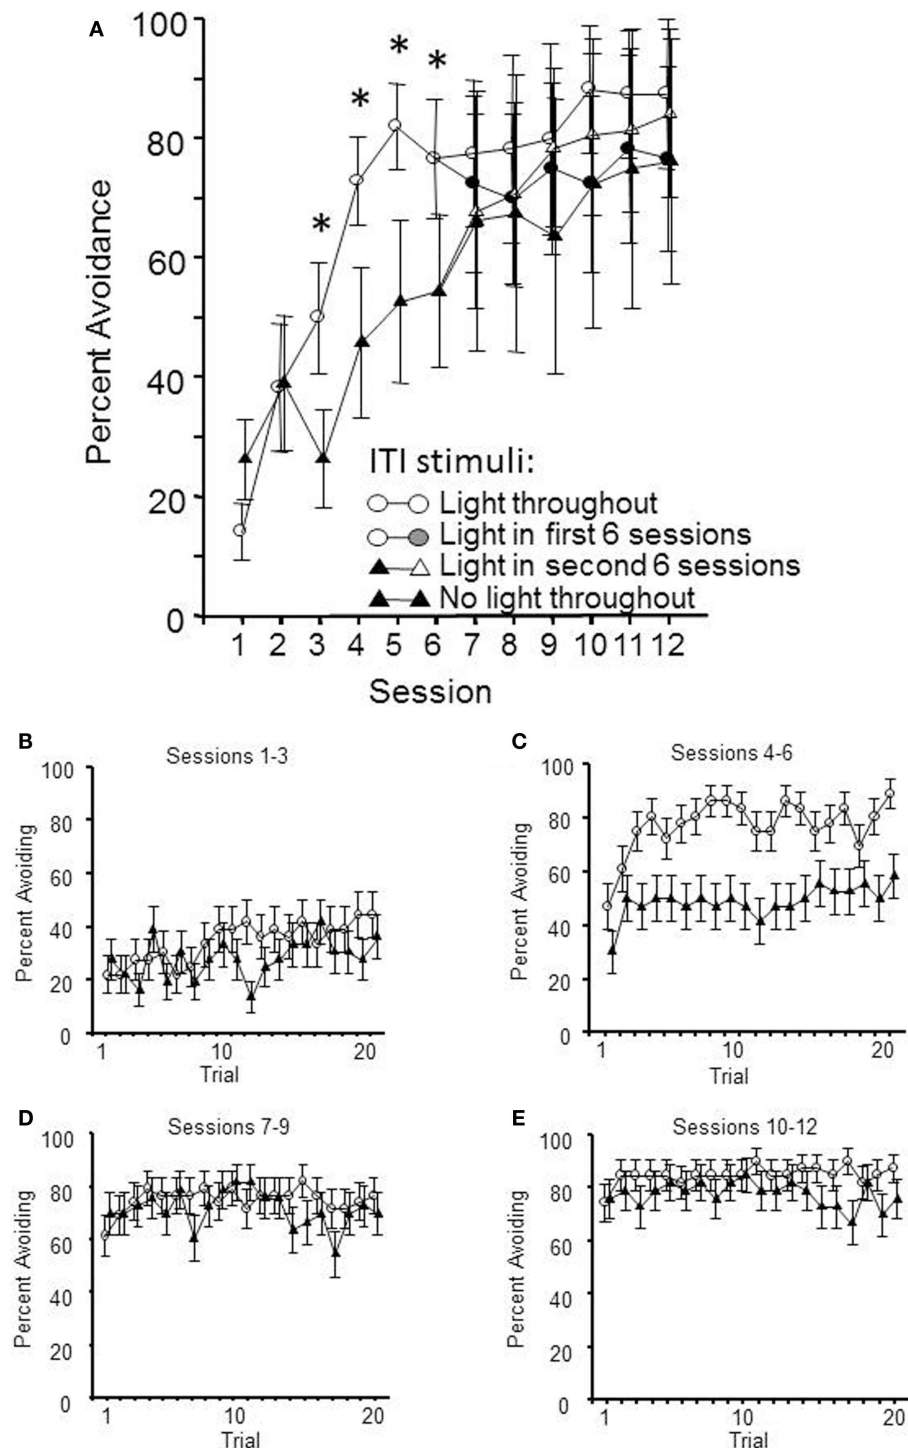 A
100
80
60
40
20
0
Percent Avoidance
*
*
*
*
ITI stimuli:
Light throughout
Light in first 6 sessions
Light in second 6 sessions
No light throughout
1 2 3 4 5 6 7 8 9 10 11 12
Session
B
Sessions 1-3
100
80
60
40
20
0
Percent Avoiding
1 10 20
Trial
C
Sessions 4-6
100
80
60
40
20
0
Percent Avoiding
1 10 20
Trial
D
Sessions 7-9
100
80
60
40
20
0
Percent Avoiding
1 10 20
Trial
E
Sessions 10-12
100
80
60
40
20
0
Percent Avoiding
1 10 20
Trial